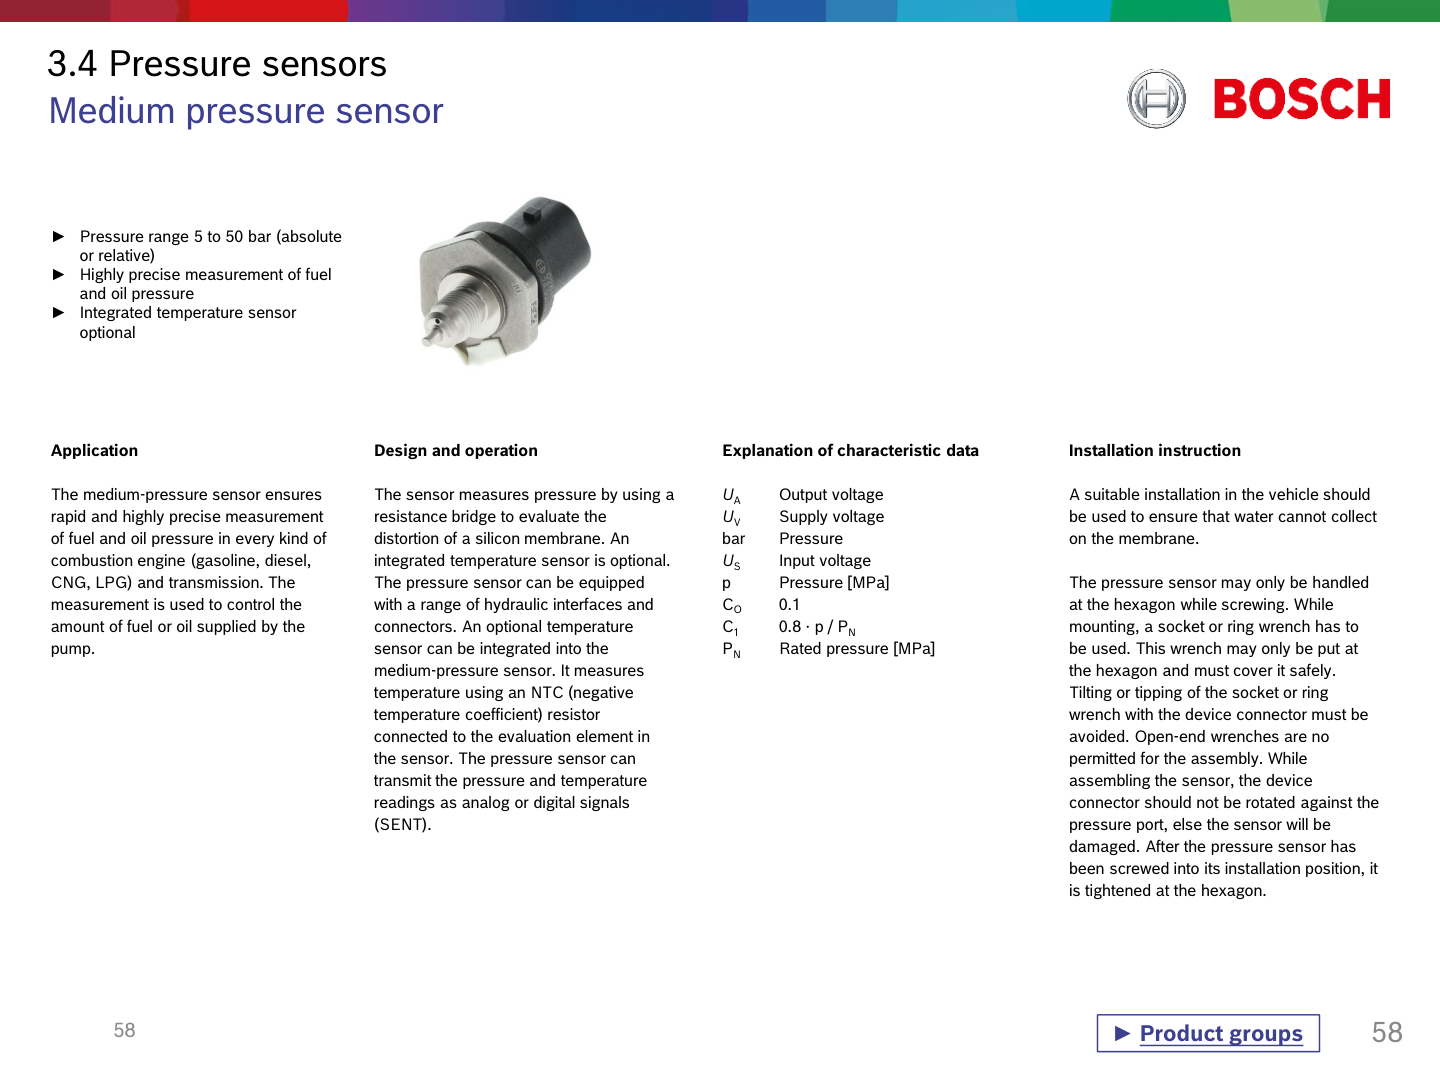 3.4 Pressure sensors
Medium pressure sensor
BOSCH
► Pressure range 5 to 50 bar (absolute
or relative)
► Highly precise measurement of fuel
and oil pressure
► Integrated temperature sensor
optional
Application
The medium-pressure sensor ensures
rapid and highly precise measurement
of fuel and oil pressure in every kind of
combustion engine (gasoline, diesel,
CNG, LPG) and transmission. The
measurement is used to control the
amount of fuel or oil supplied by the
pump.
Design and operation
The sensor measures pressure by using a
resistance bridge to evaluate the
distortion of a silicon membrane. An
integrated temperature sensor is optional.
The pressure sensor can be equipped
with a range of hydraulic interfaces and
connectors. An optional temperature
sensor can be integrated into the
medium-pressure sensor. It measures
temperature using an NTC (negative
temperature coefficient) resistor
connected to the evaluation element in
the sensor. The pressure sensor can
transmit the pressure and temperature
readings as analog or digital signals
(SENT).
Explanation of characteristic data
UA Output voltage
UV Supply voltage
bar Pressure
US Input voltage
p Pressure [MPa]
CO 0.1
C1 0.8 · p / PN
PN Rated pressure [MPa]
Installation instruction
A suitable installation in the vehicle should
be used to ensure that water cannot collect
on the membrane.
The pressure sensor may only be handled
at the hexagon while screwing. While
mounting, a socket or ring wrench has to
be used. This wrench may only be put at
the hexagon and must cover it safely.
Tilting or tipping of the socket or ring
wrench with the device connector must be
avoided. Open-end wrenches are no
permitted for the assembly. While
assembling the sensor, the device
connector should not be rotated against the
pressure port, else the sensor will be
damaged. After the pressure sensor has
been screwed into its installation position, it
is tightened at the hexagon.
58
► Product groups
58